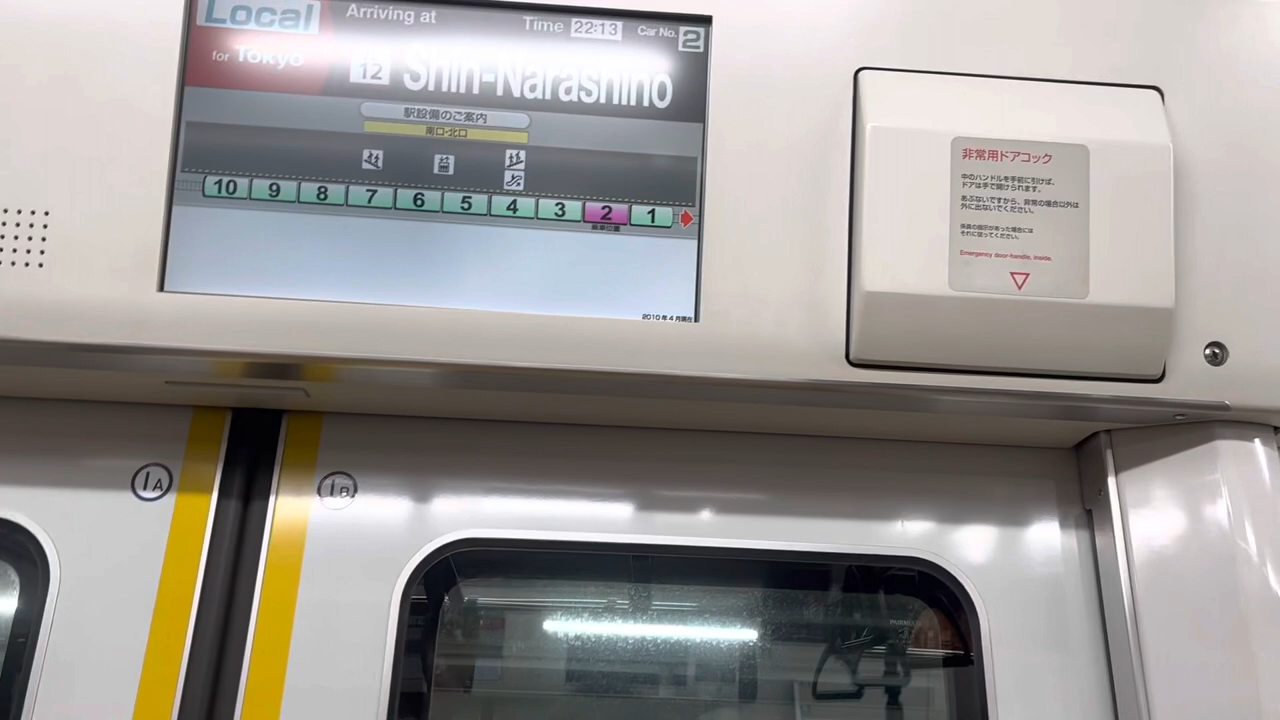 Local
Arriving at
Time 22:13
Car No. 2
for Tokyo
12
Shin-Narashino
駅設備のご案内
南口・北口
10 9 8 7 6 5 4 3 2 1
乗車位置
2010年4月現在
非常用ドアコック
中のハンドルを手前に引けば、
ドアは手で開けられます。
あぶないですから、非常の場合以外は
外に出ないでください。
係員の指示があった場合には
それに従ってください。
Emergency door-handle, inside.
1A
1B